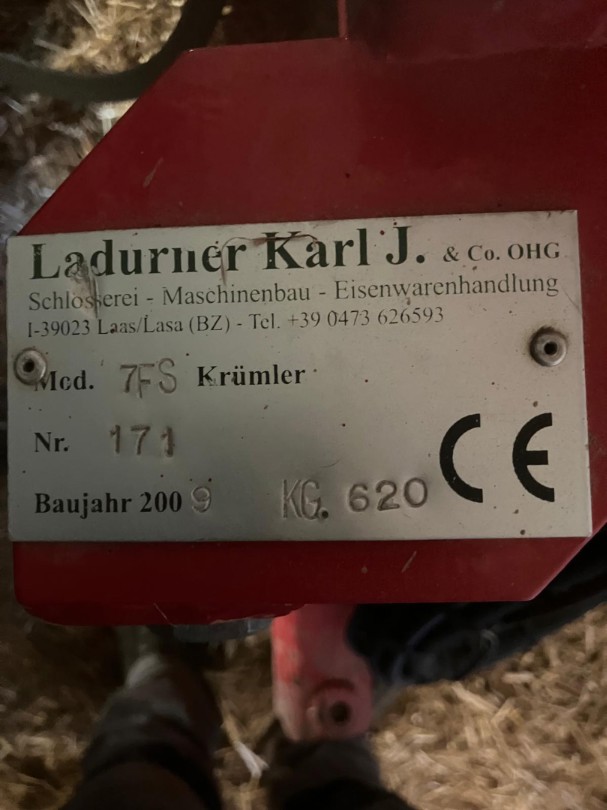 Ladurner Karl J. & Co. OHG
Schlosserei - Maschinenbau - Eisenwarenhandlung
I-39023 Laas/Lasa (BZ) - Tel. +39 0473 626593
Mod. 7FS Krümler
Nr. 171
Baujahr 2009 KG. 620
CE